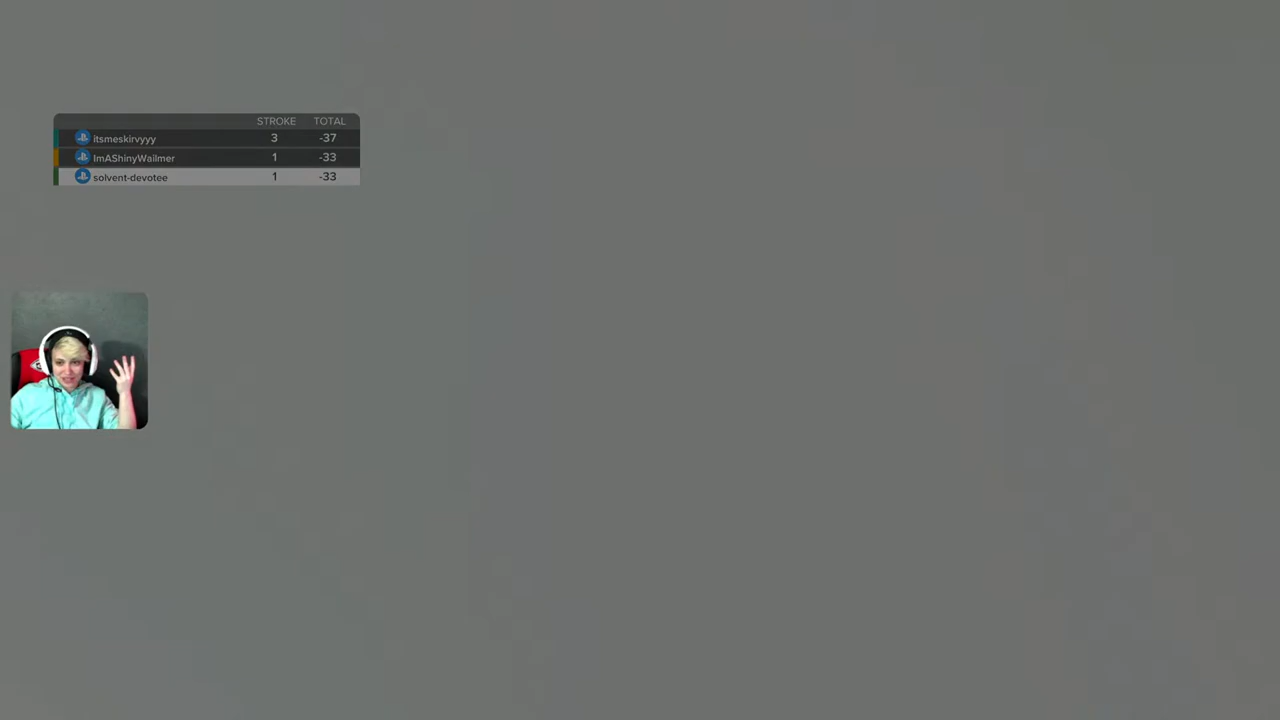 STROKE TOTAL
itsmeskirvyyy 3 -37
ImAShinyWailmer 1 -33
solvent-devotee 1 -33